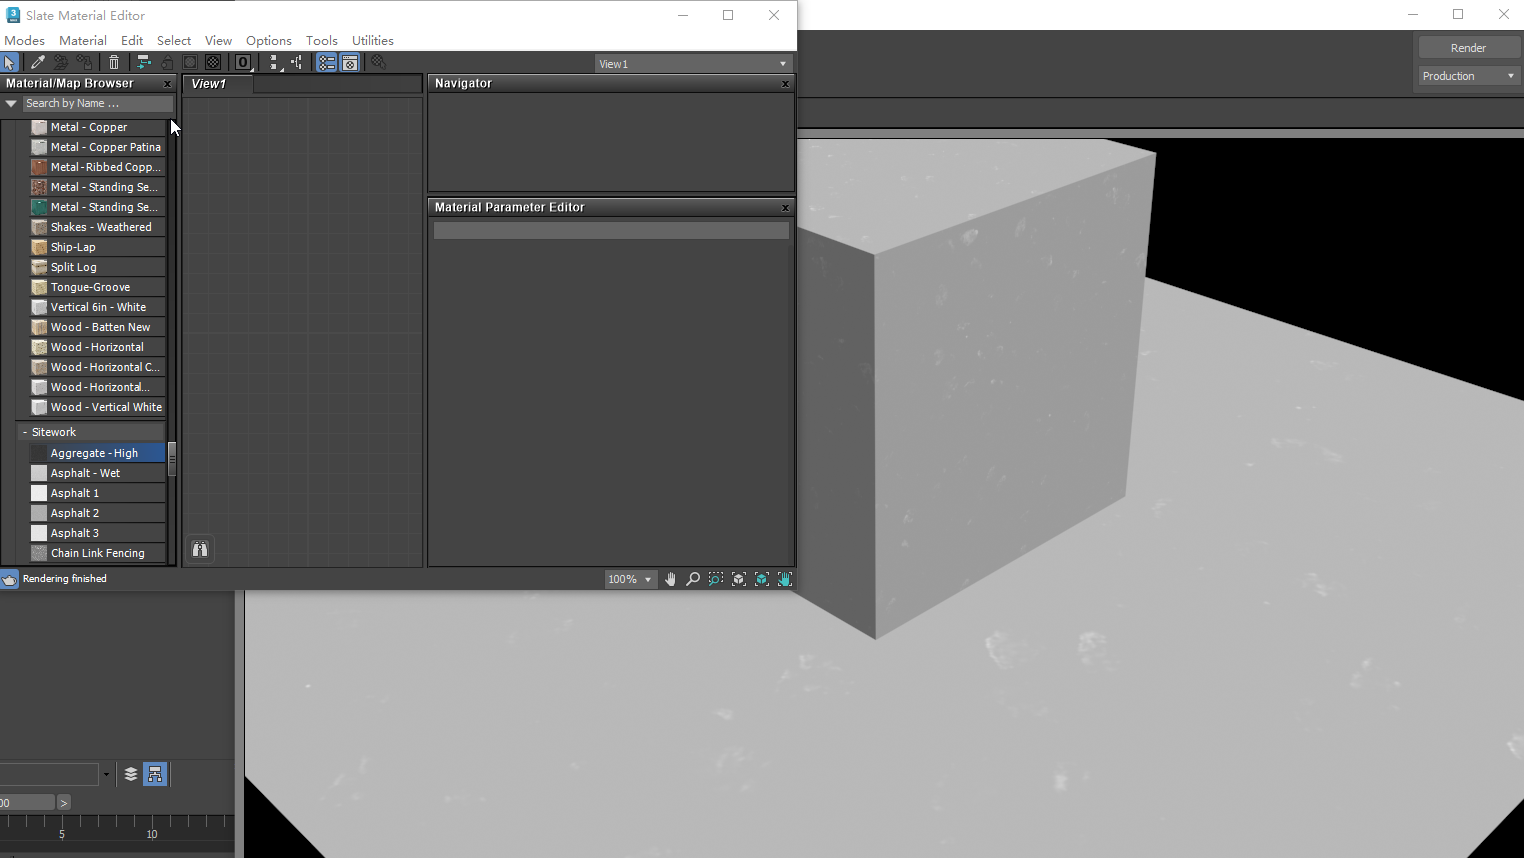 Slate Material Editor
Modes Material Edit Select View Options Tools Utilities
Render
0
View1
Production
Material/Map Browser x
View1
Navigator x
Search by Name ...
Metal - Copper
Metal - Copper Patina
Metal - Ribbed Copp...
Metal - Standing Se...
Metal - Standing Se...
Shakes - Weathered
Ship-Lap
Split Log
Tongue-Groove
Vertical 6in - White
Wood - Batten New
Wood - Horizontal
Wood - Horizontal C...
Wood - Horizontal...
Wood - Vertical White
- Sitework
Aggregate - High
Asphalt - Wet
Asphalt 1
Asphalt 2
Asphalt 3
Chain Link Fencing
Material Parameter Editor x
Rendering finished
100%
00 >
5 10